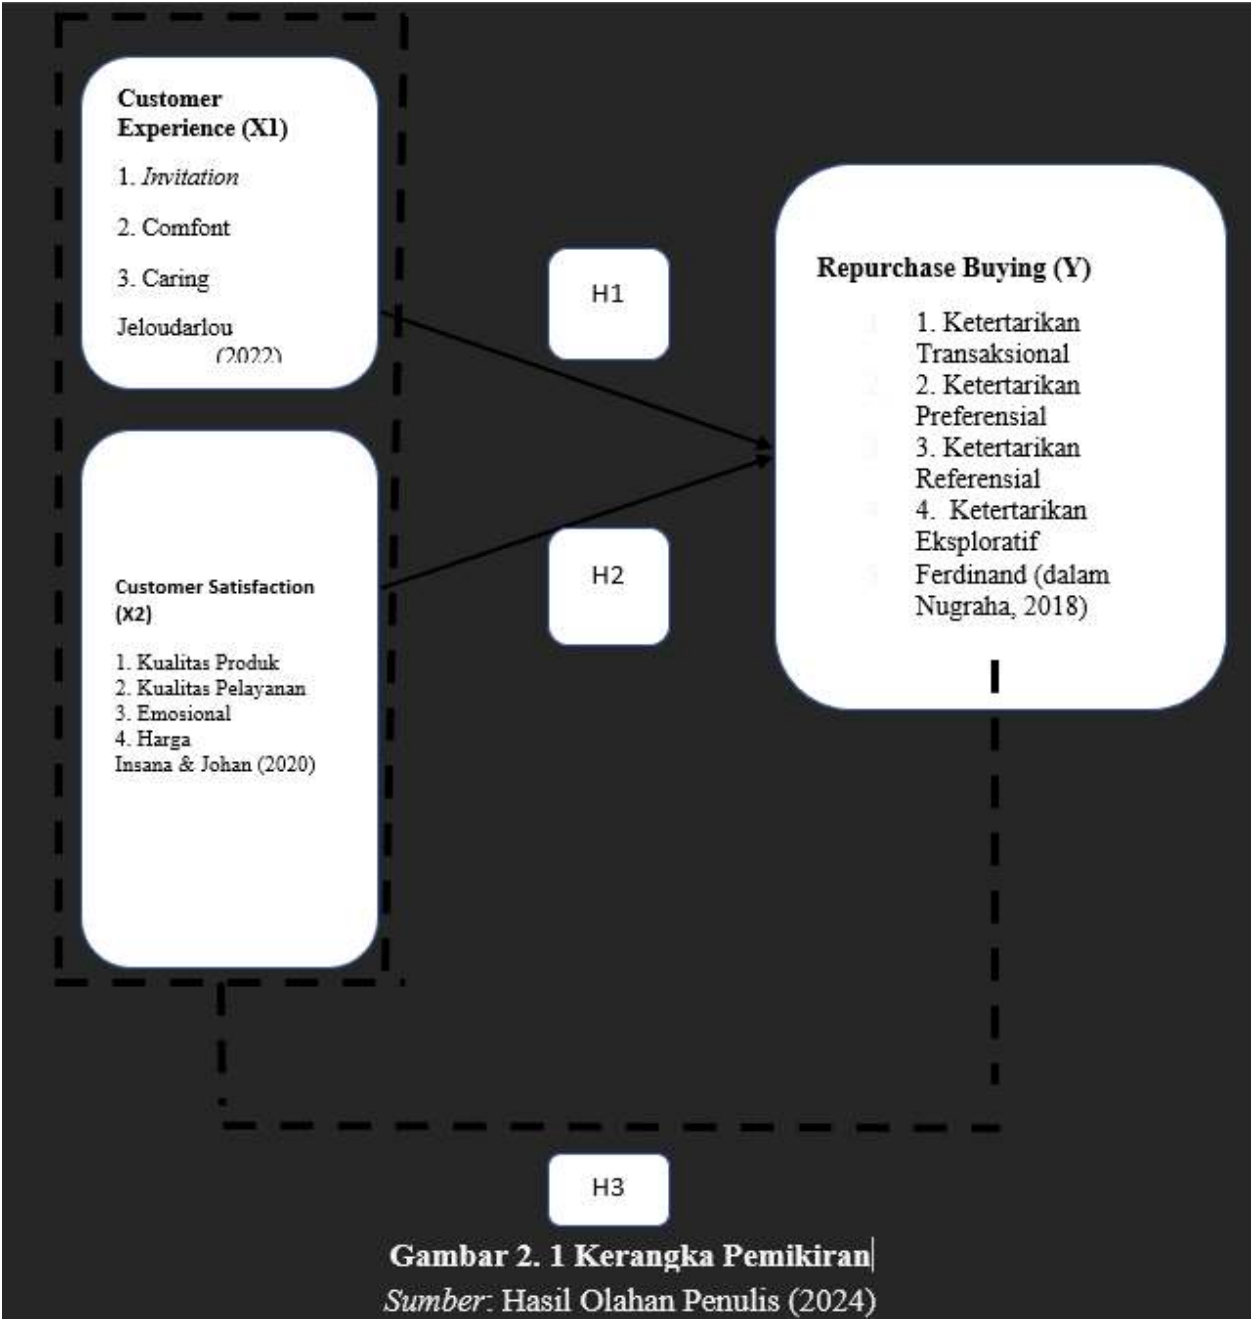 Customer
Experience (X1)
1. Invitation
2. Comfont
3. Caring
Jeloudarlou
(2022)
Customer Satisfaction
(X2)
1. Kualitas Produk
2. Kualitas Pelayanan
3. Emosional
4. Harga
Insana & Johan (2020)
H1
H2
Repurchase Buying (Y)
1. Ketertarikan
Transaksional
2. Ketertarikan
Preferensial
3. Ketertarikan
Referensial
4. Ketertarikan
Eksploratif
Ferdinand (dalam
Nugraha, 2018)
H3
Gambar 2. 1 Kerangka Pemikiran
Sumber: Hasil Olahan Penulis (2024)